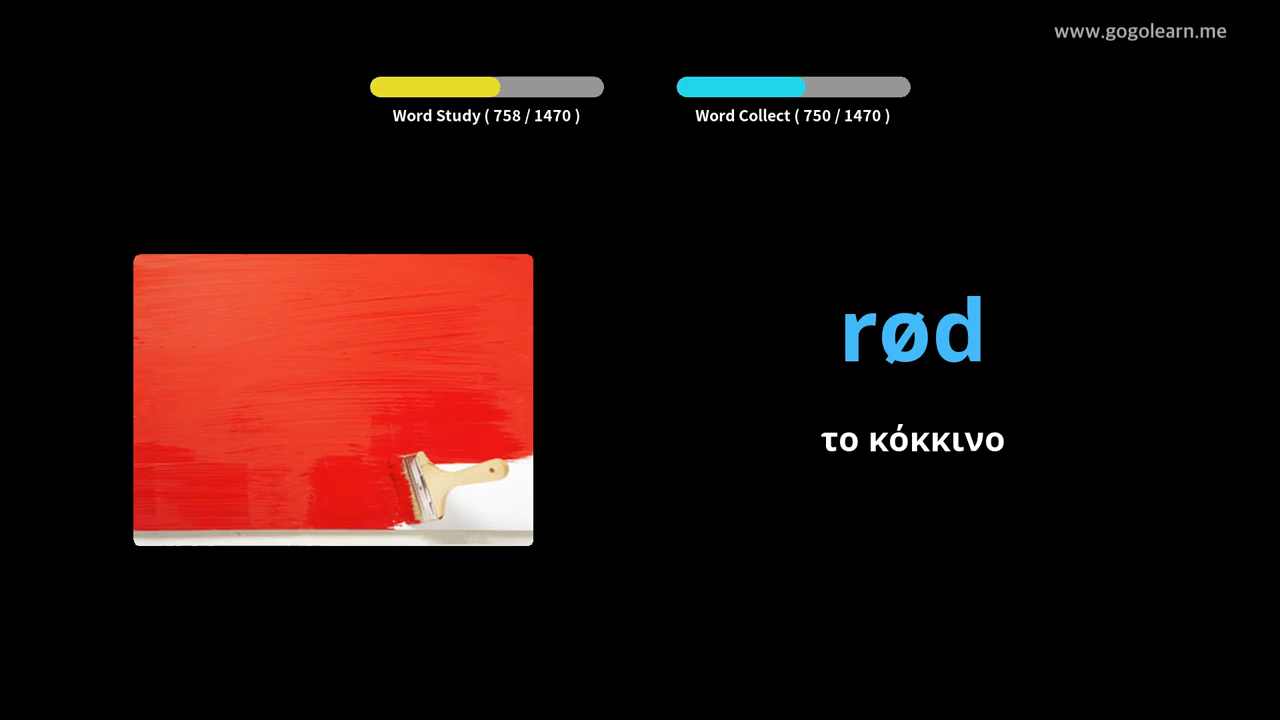 www.gogolearn.me
Word Study ( 758 / 1470 )
Word Collect ( 750 / 1470 )
rød
το κόκκινο